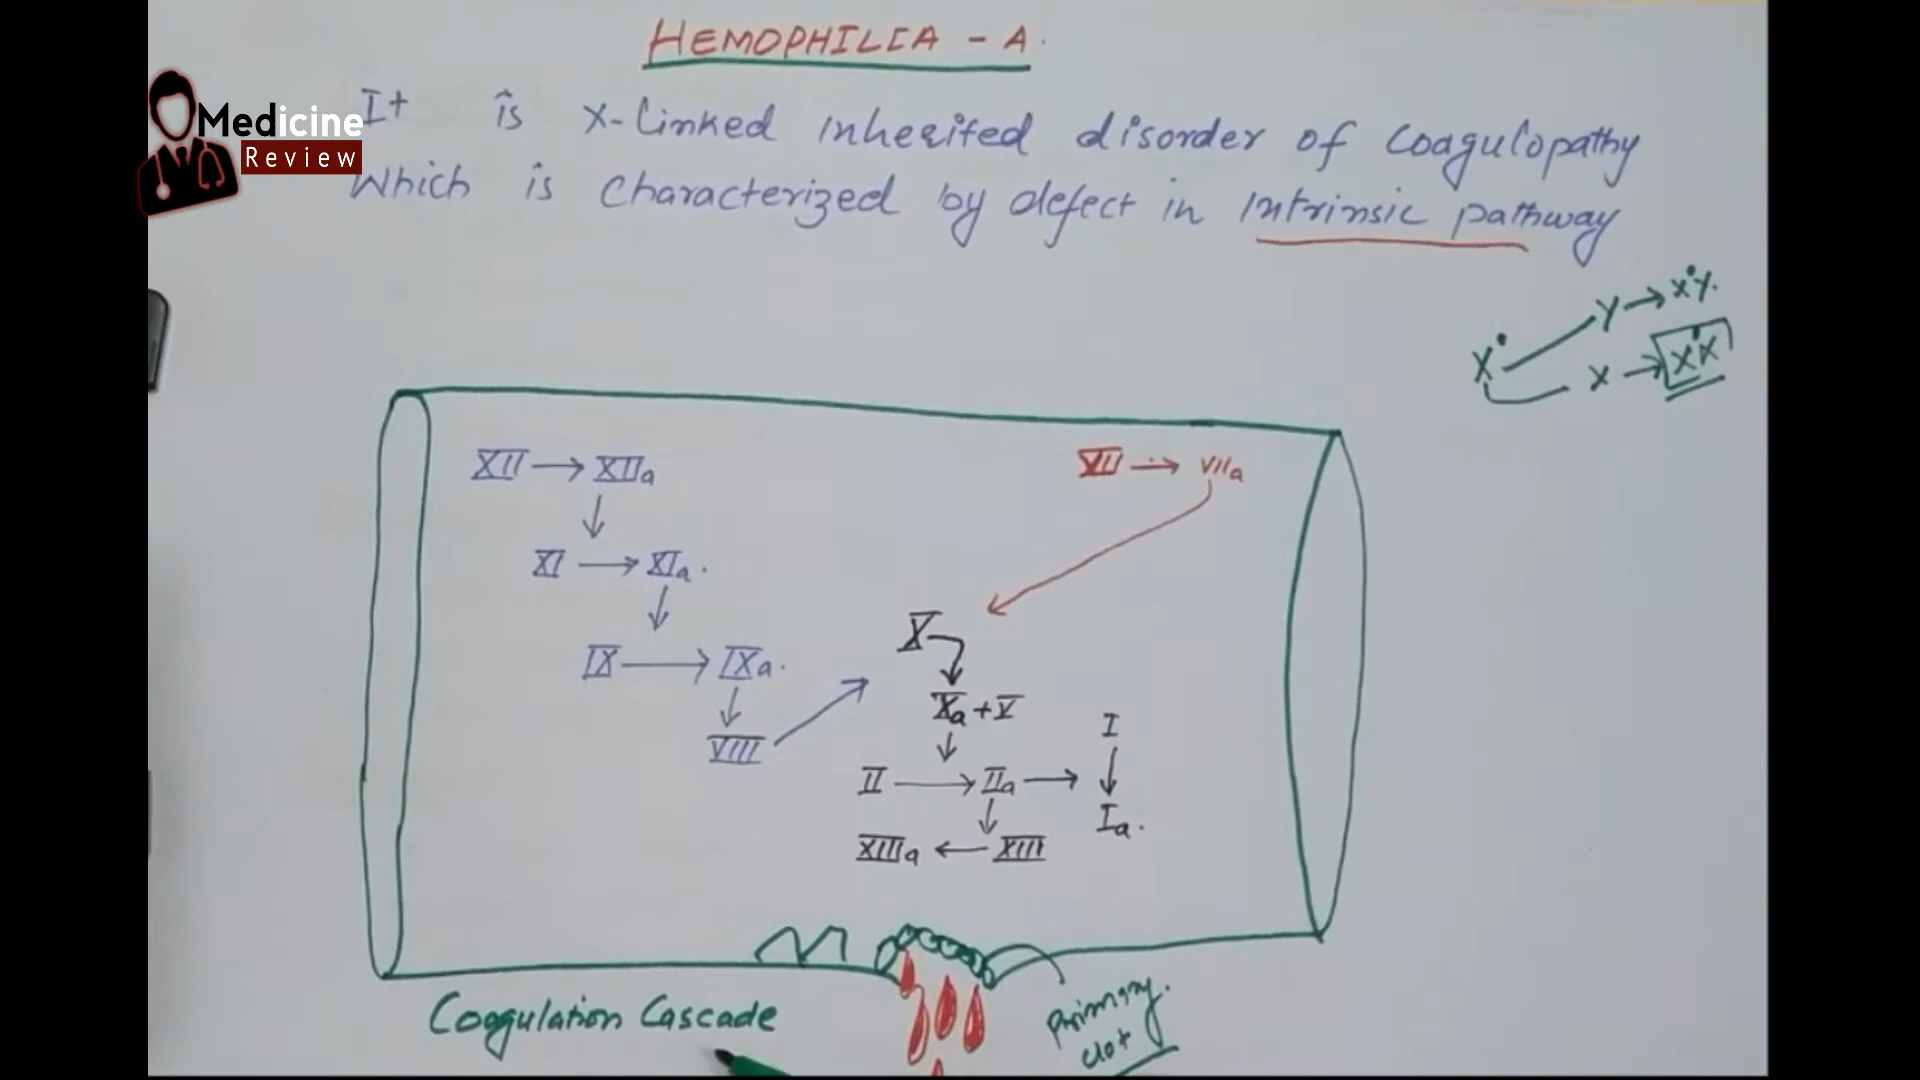 HEMOPHILIA - A.
Medicine
Review
It is X-linked inherited disorder of coagulopathy
Which is characterized by defect in intrinsic pathway
Y → X•Y.
X•
X → X•X
XII → XIIa
VII → VIIa
XI → XIa.
X
IX → IXa.
Xa + V
I
VIII
II → IIa →
Ia.
XIIIa ← XIII
Coagulation Cascade
Primary.
clot